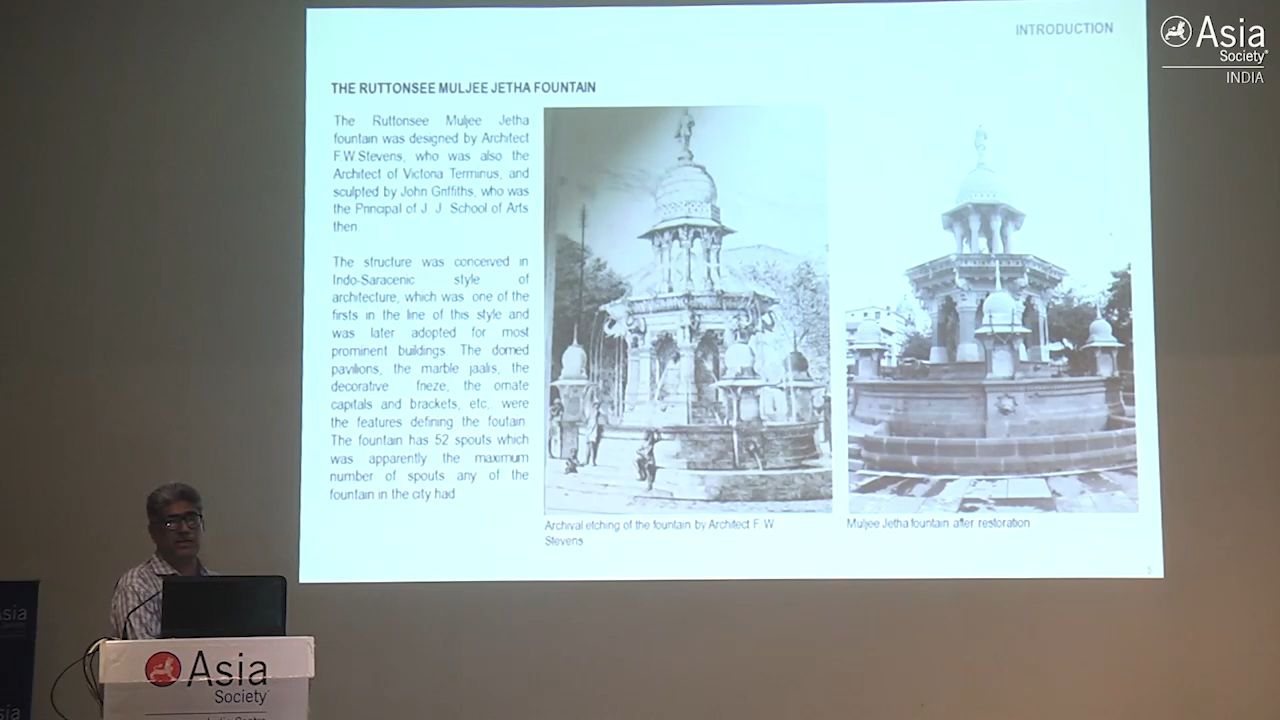 INTRODUCTION
Asia
Society
INDIA
THE RUTTONSEE MULJEE JETHA FOUNTAIN
The Ruttonsee Muljee Jetha
fountain was designed by Architect
F.W Stevens, who was also the
Architect of Victoria Terminus, and
sculpted by John Griffiths, who was
the Principal of J. J. School of Arts
then
The structure was conceived in
Indo-Saracenic style of
architecture, which was one of the
firsts in the line of this style and
was later adopted for most
prominent buildings. The domed
pavilions, the marble jaalis, the
decorative frieze, the ornate
capitals and brackets, etc, were
the features defining the foutain.
The fountain has 52 spouts which
was apparently the maximum
number of spouts any of the
fountain in the city had
Archival etching of the fountain by Architect F. W
Stevens
Muljee Jetha fountain after restoration
5
Asia
Society
India Centre
sia
sia